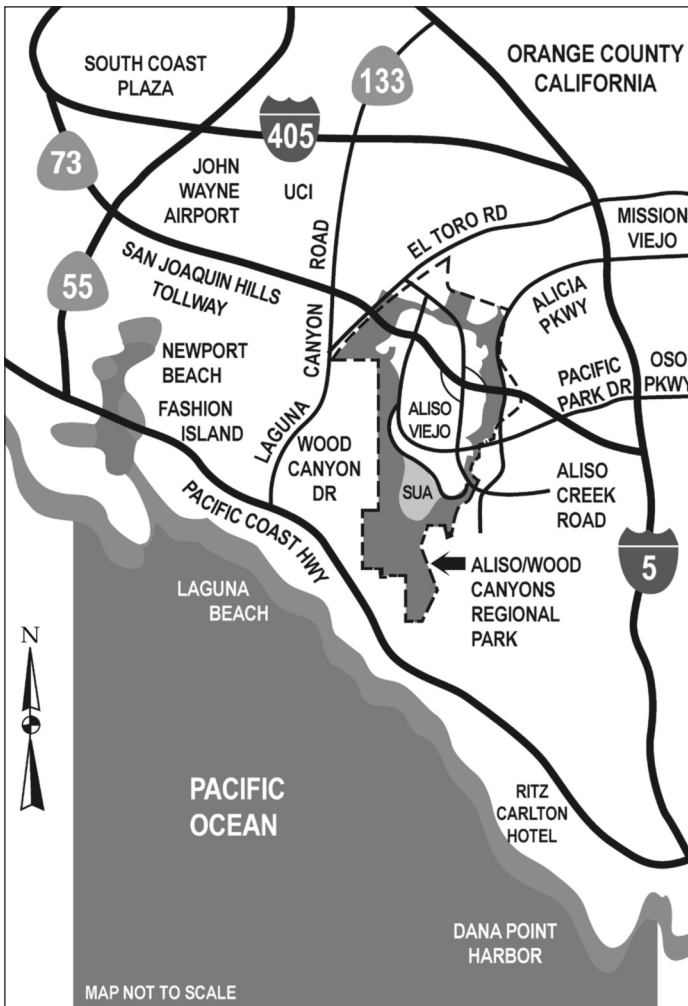 SOUTH COAST
PLAZA
133
ORANGE COUNTY
CALIFORNIA
405
73
JOHN
WAYNE
AIRPORT
UCI
EL TORO RD
MISSION
VIEJO
SAN JOAQUIN HILLS
TOLLWAY
LAGUNA CANYON ROAD
ALICIA
PKWY
55
NEWPORT
BEACH
PACIFIC
PARK DR
OSO
PKWY
FASHION
ISLAND
ALISO
VIEJO
WOOD
CANYON
DR
SUA
ALISO
CREEK
ROAD
PACIFIC COAST HWY
5
ALISO/WOOD
CANYONS
REGIONAL
PARK
LAGUNA
BEACH
N
PACIFIC
OCEAN
RITZ
CARLTON
HOTEL
DANA POINT
HARBOR
MAP NOT TO SCALE